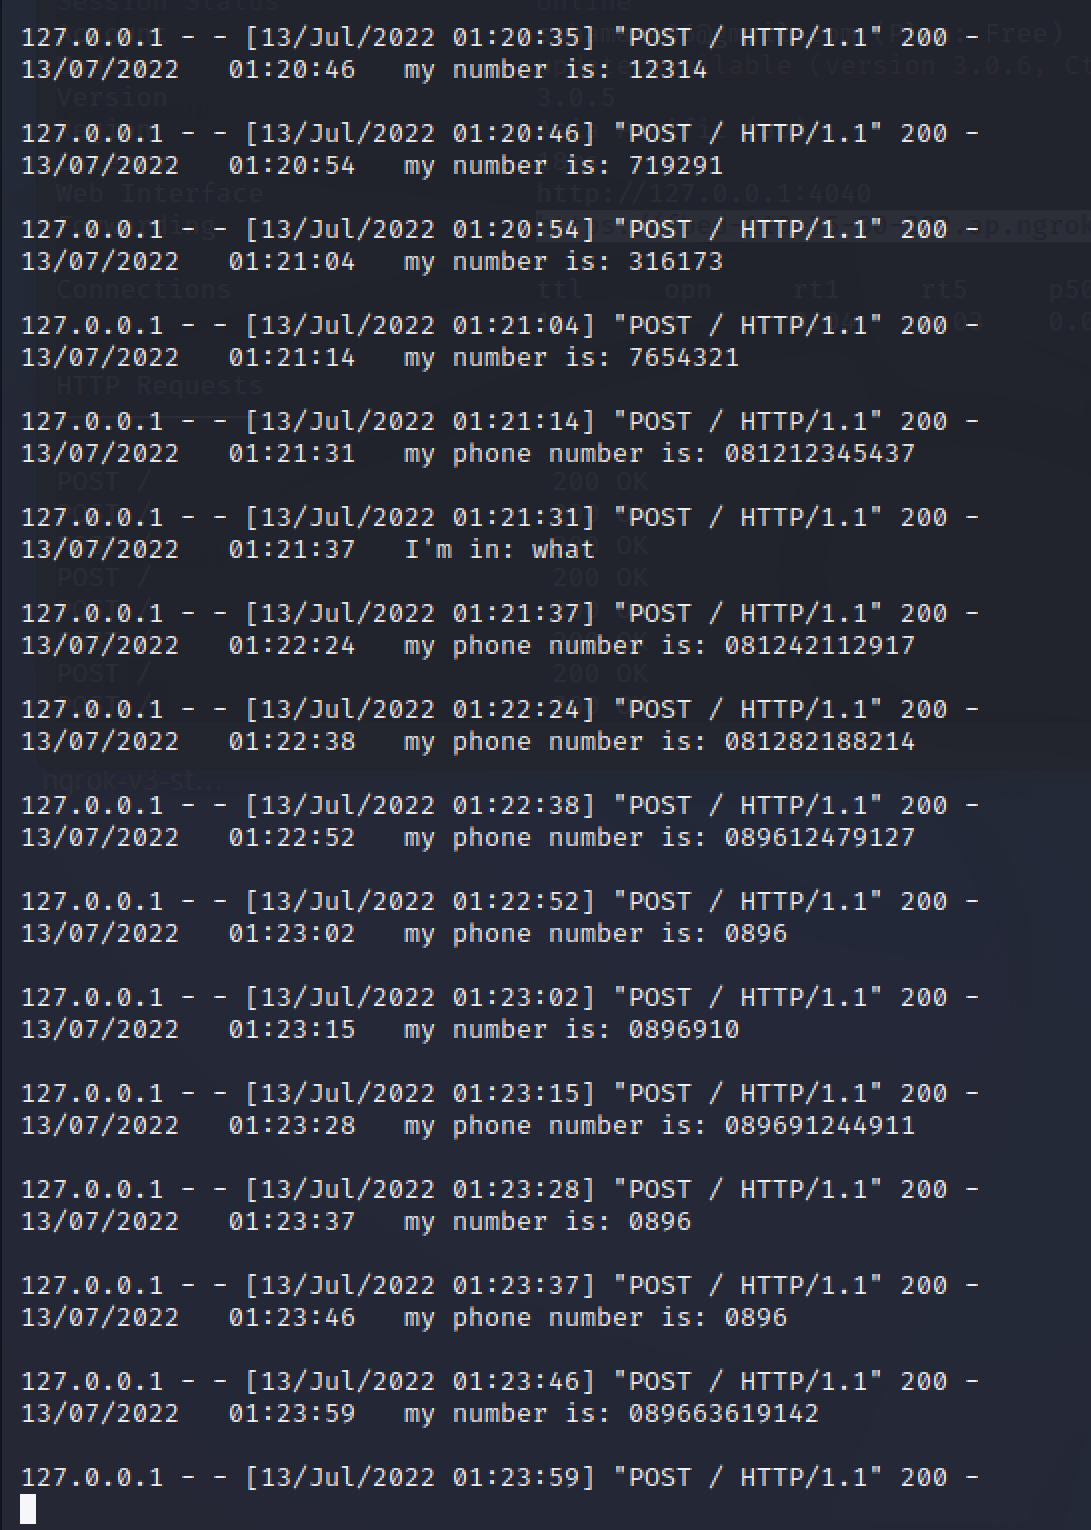 127.0.0.1 - - [13/Jul/2022 01:20:35] "POST / HTTP/1.1" 200 -
13/07/2022   01:20:46   my number is: 12314
127.0.0.1 - - [13/Jul/2022 01:20:46] "POST / HTTP/1.1" 200 -
13/07/2022   01:20:54   my number is: 719291
127.0.0.1 - - [13/Jul/2022 01:20:54] "POST / HTTP/1.1" 200 -
13/07/2022   01:21:04   my number is: 316173
127.0.0.1 - - [13/Jul/2022 01:21:04] "POST / HTTP/1.1" 200 -
13/07/2022   01:21:14   my number is: 7654321
127.0.0.1 - - [13/Jul/2022 01:21:14] "POST / HTTP/1.1" 200 -
13/07/2022   01:21:31   my phone number is: 081212345437
127.0.0.1 - - [13/Jul/2022 01:21:31] "POST / HTTP/1.1" 200 -
13/07/2022   01:21:37   I'm in: what
127.0.0.1 - - [13/Jul/2022 01:21:37] "POST / HTTP/1.1" 200 -
13/07/2022   01:22:24   my phone number is: 081242112917
127.0.0.1 - - [13/Jul/2022 01:22:24] "POST / HTTP/1.1" 200 -
13/07/2022   01:22:38   my phone number is: 081282188214
127.0.0.1 - - [13/Jul/2022 01:22:38] "POST / HTTP/1.1" 200 -
13/07/2022   01:22:52   my phone number is: 089612479127
127.0.0.1 - - [13/Jul/2022 01:22:52] "POST / HTTP/1.1" 200 -
13/07/2022   01:23:02   my phone number is: 0896
127.0.0.1 - - [13/Jul/2022 01:23:02] "POST / HTTP/1.1" 200 -
13/07/2022   01:23:15   my number is: 0896910
127.0.0.1 - - [13/Jul/2022 01:23:15] "POST / HTTP/1.1" 200 -
13/07/2022   01:23:28   my phone number is: 089691244911
127.0.0.1 - - [13/Jul/2022 01:23:28] "POST / HTTP/1.1" 200 -
13/07/2022   01:23:37   my number is: 0896
127.0.0.1 - - [13/Jul/2022 01:23:37] "POST / HTTP/1.1" 200 -
13/07/2022   01:23:46   my phone number is: 0896
127.0.0.1 - - [13/Jul/2022 01:23:46] "POST / HTTP/1.1" 200 -
13/07/2022   01:23:59   my number is: 089663619142
127.0.0.1 - - [13/Jul/2022 01:23:59] "POST / HTTP/1.1" 200 -